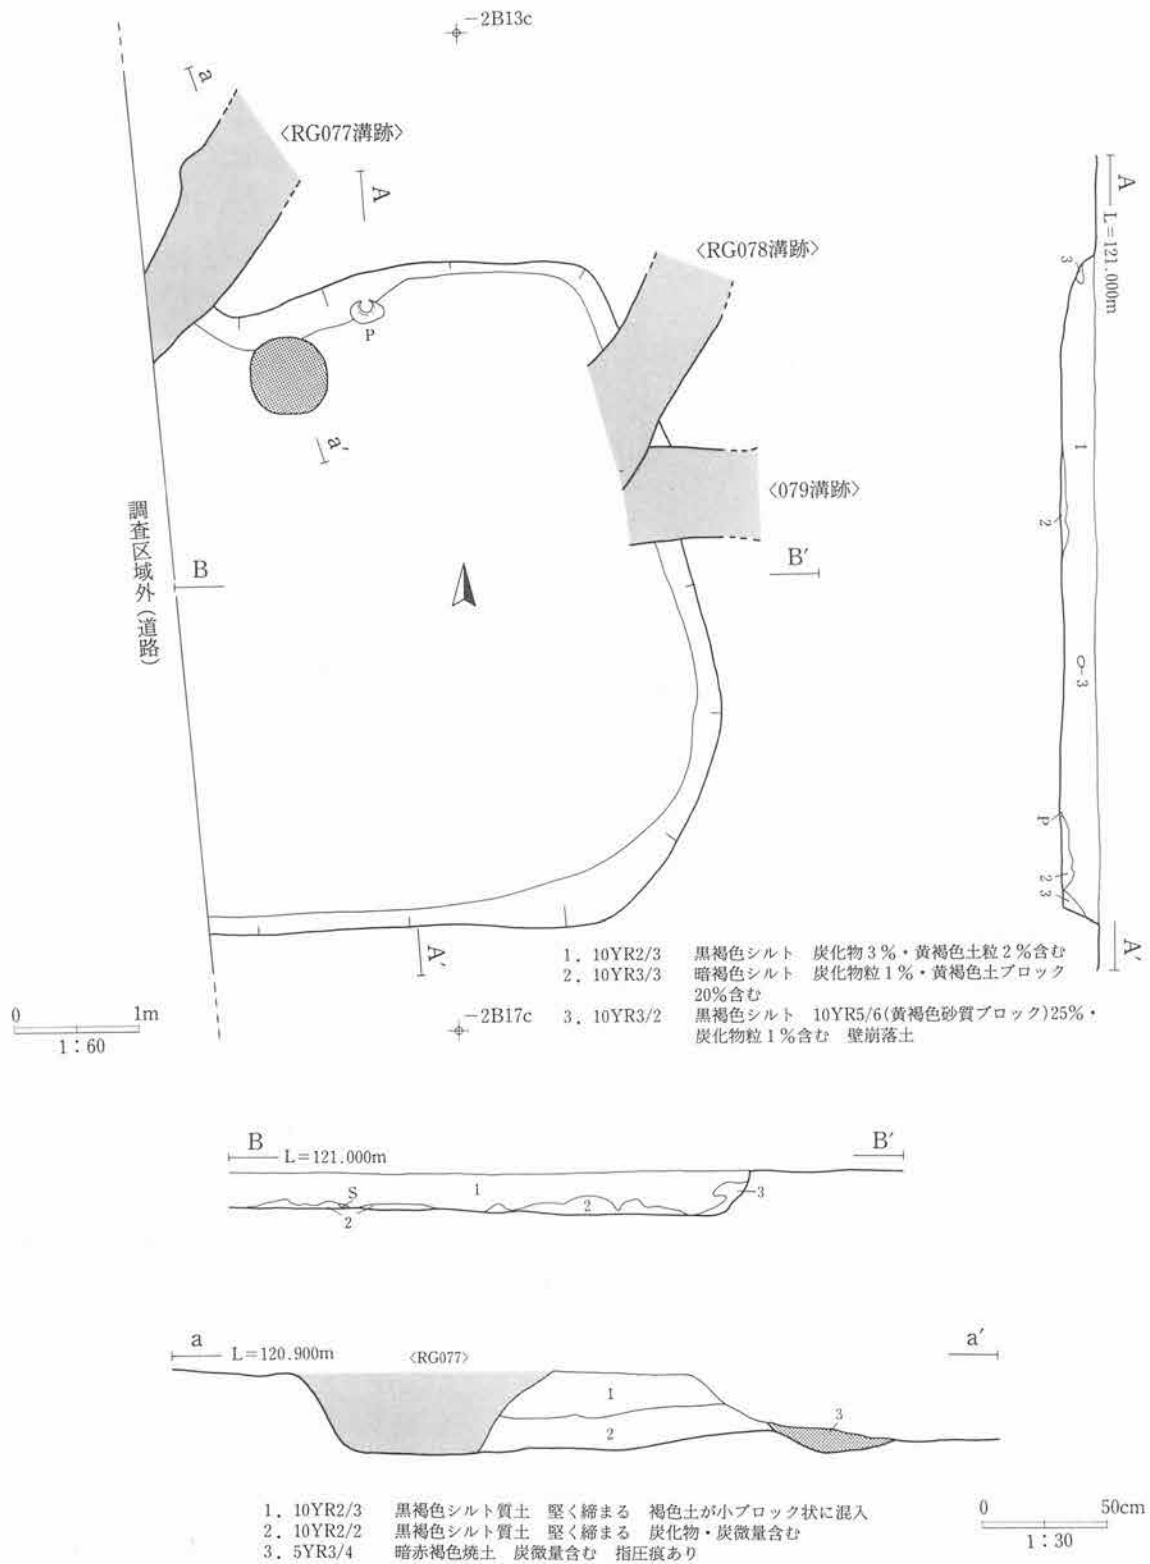 -2B13c
a
〈RG077溝跡〉
A
〈RG078溝跡〉
A
L=121.000m
3
P
a'
1
〈079溝跡〉
2
調査区域外(道路)
B
B'
3
P
2
3
A'
A'
1. 10YR2/3 黒褐色シルト 炭化物3%・黄褐色土粒2%含む
2. 10YR3/3 暗褐色シルト 炭化物粒1%・黄褐色土ブロック
20%含む
3. 10YR3/2 黒褐色シルト 10YR5/6(黄褐色砂質ブロック)25%・
炭化物粒1%含む 壁崩落土
0 1m
1:60
-2B17c
B L=121.000m B'
S 1 2 3
2
a L=120.900m 〈RG077〉 a'
1
2
3
1. 10YR2/3 黒褐色シルト質土 堅く締まる 褐色土が小ブロック状に混入
2. 10YR2/2 黒褐色シルト質土 堅く締まる 炭化物・炭微量含む
3. 5YR3/4 暗赤褐色焼土 炭微量含む 指圧痕あり
0 50cm
1:30